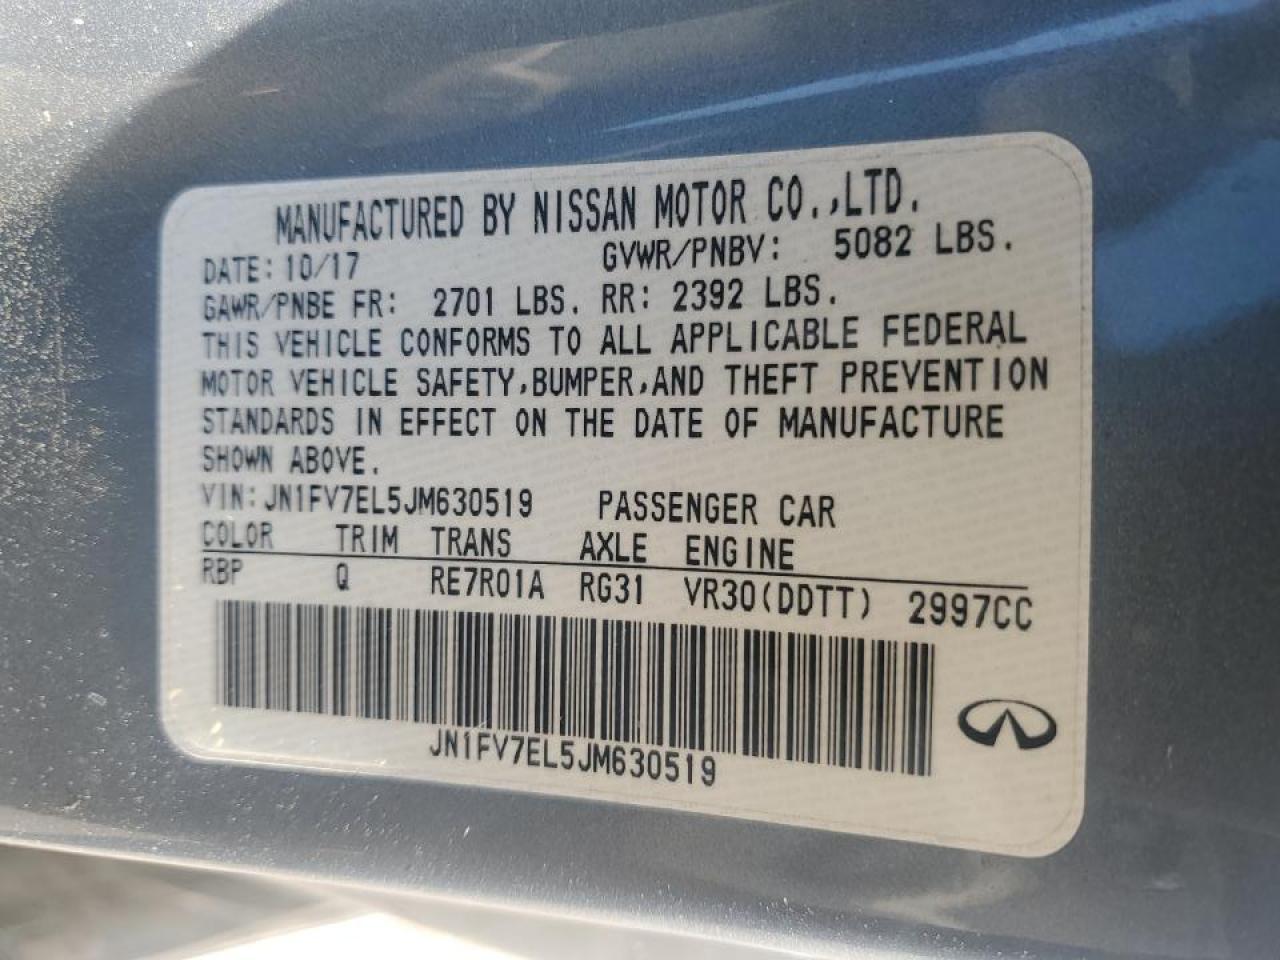 MANUFACTURED BY NISSAN MOTOR CO.,LTD.
DATE: 10/17 GVWR/PNBV: 5082 LBS.
GAWR/PNBE FR: 2701 LBS. RR: 2392 LBS.
THIS VEHICLE CONFORMS TO ALL APPLICABLE FEDERAL
MOTOR VEHICLE SAFETY,BUMPER,AND THEFT PREVENTION
STANDARDS IN EFFECT ON THE DATE OF MANUFACTURE
SHOWN ABOVE.
VIN:JN1FV7EL5JM630519 PASSENGER CAR
COLOR TRIM TRANS AXLE ENGINE
RBP Q RE7R01A RG31 VR30(DDTT) 2997CC
JN1FV7EL5JM630519